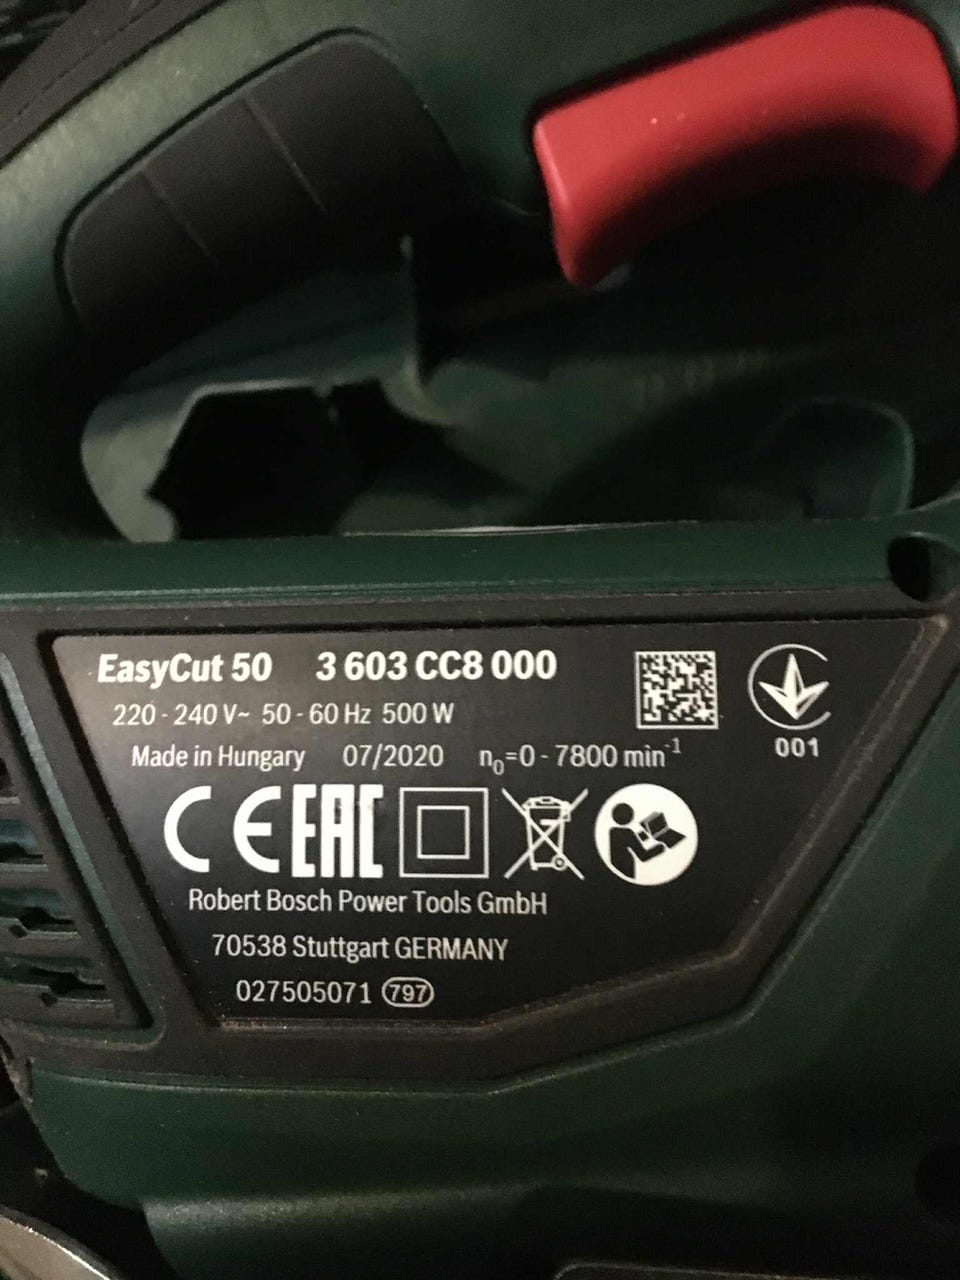 EasyCut 50 3 603 CC8 000
220 - 240 V~ 50 - 60 Hz 500 W
Made in Hungary 07/2020 n₀=0 - 7800 min⁻¹
001
CE EAC
Robert Bosch Power Tools GmbH
70538 Stuttgart GERMANY
027505071 797